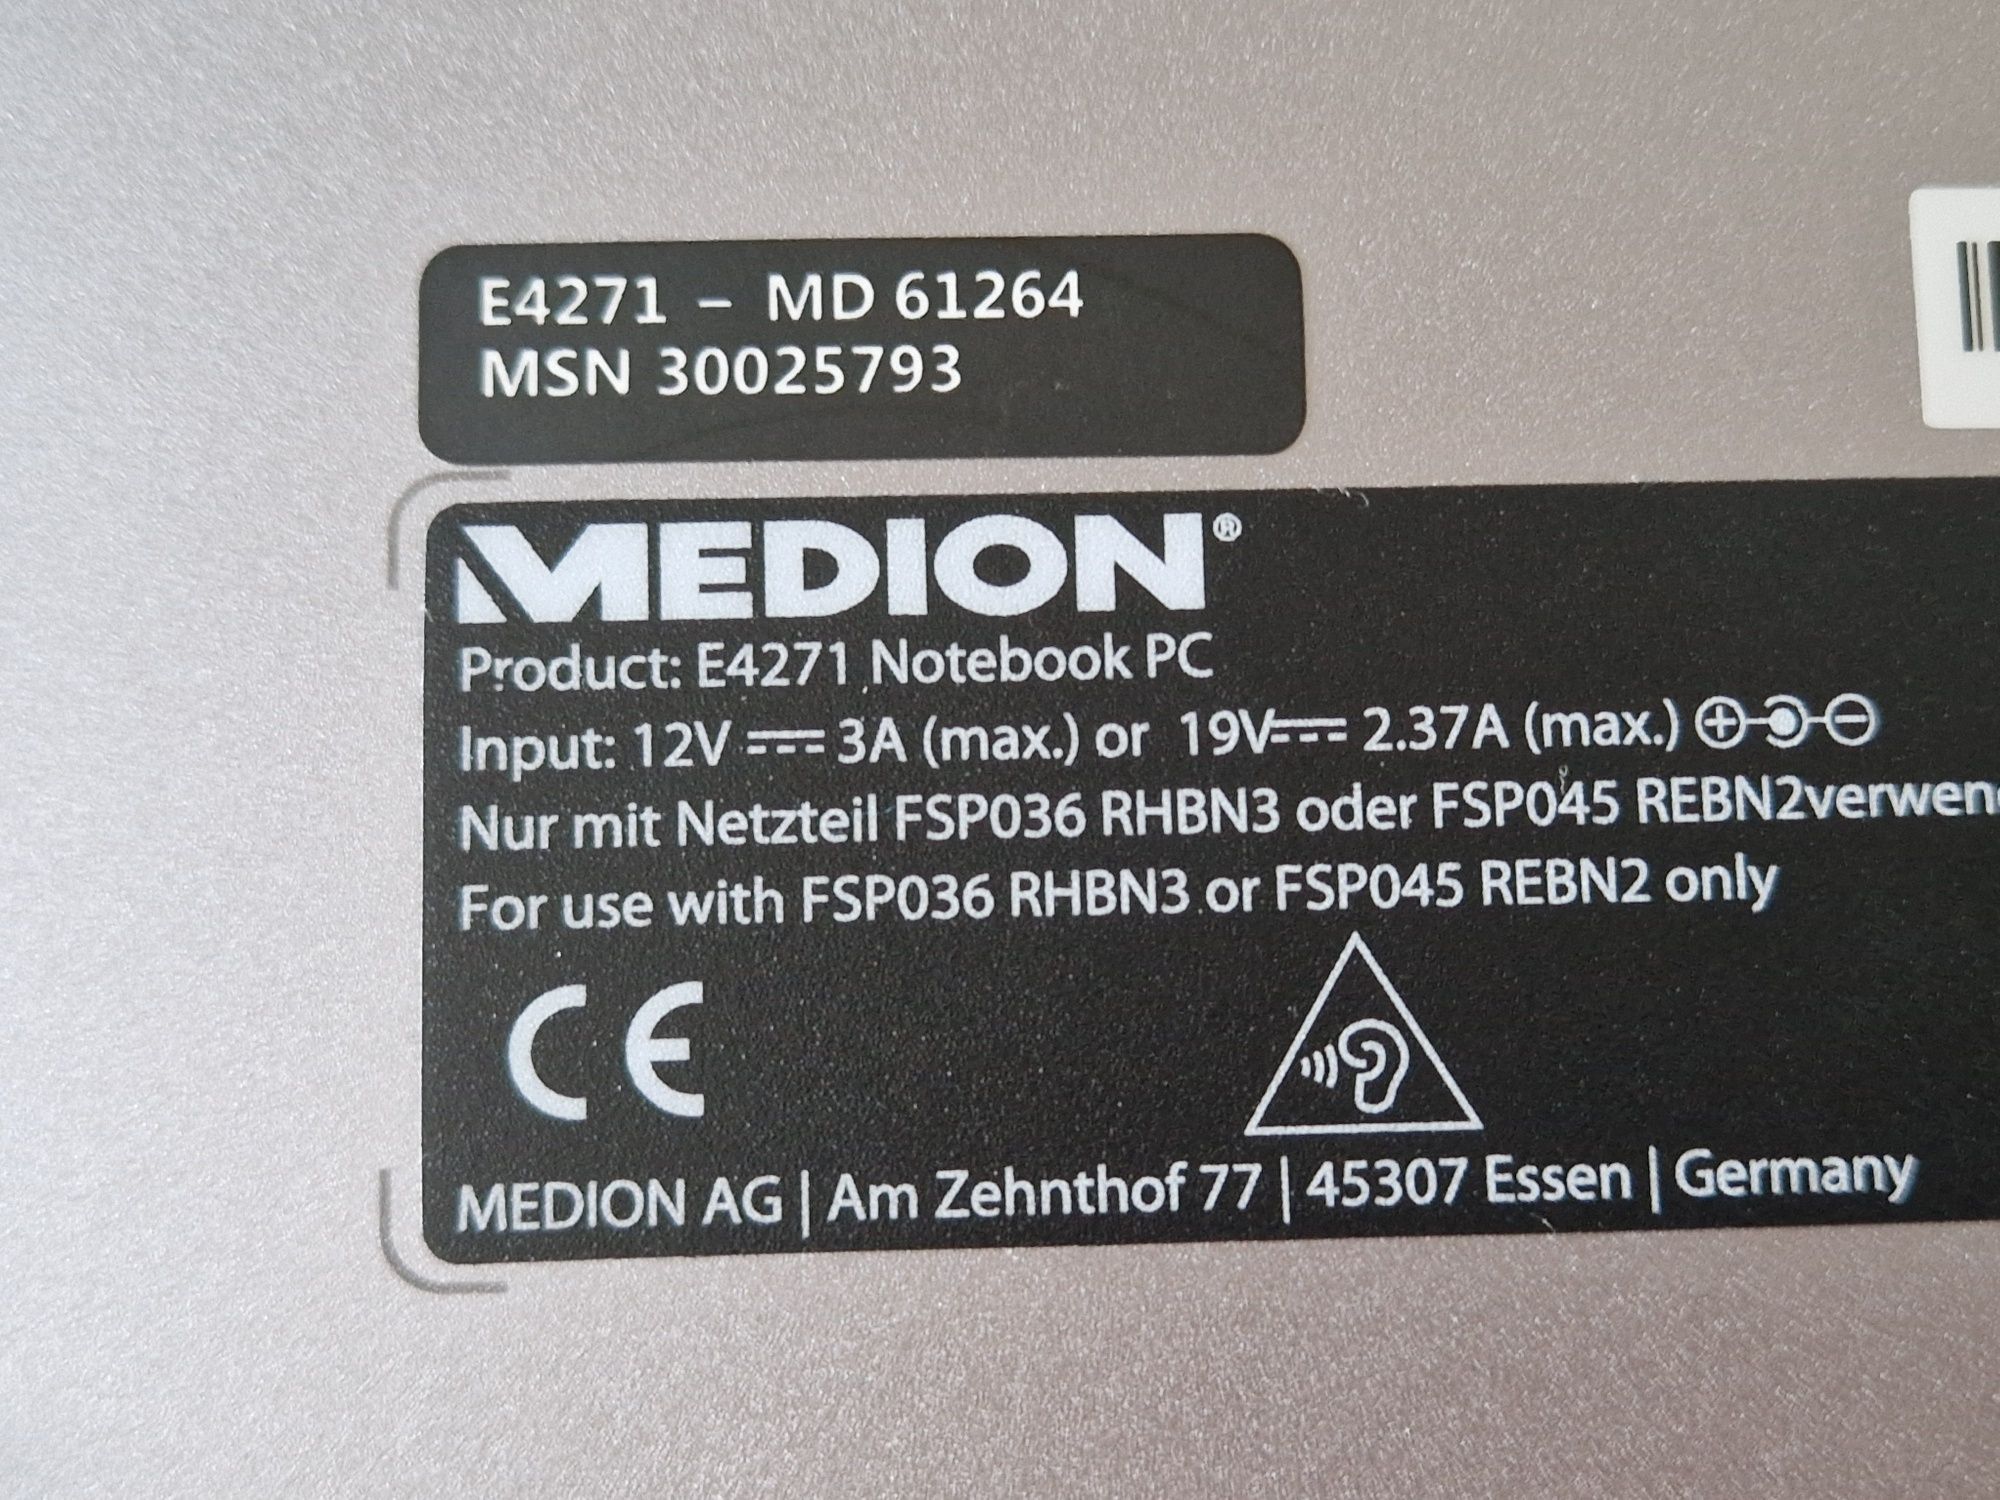 E4271 – MD 61264
MSN 30025793
MEDION®
Product: E4271 Notebook PC
Input: 12V ⎓ 3A (max.) or 19V⎓ 2.37A (max.)
Nur mit Netzteil FSP036 RHBN3 oder FSP045 REBN2verwen
For use with FSP036 RHBN3 or FSP045 REBN2 only
CE
MEDION AG | Am Zehnthof 77 | 45307 Essen | Germany